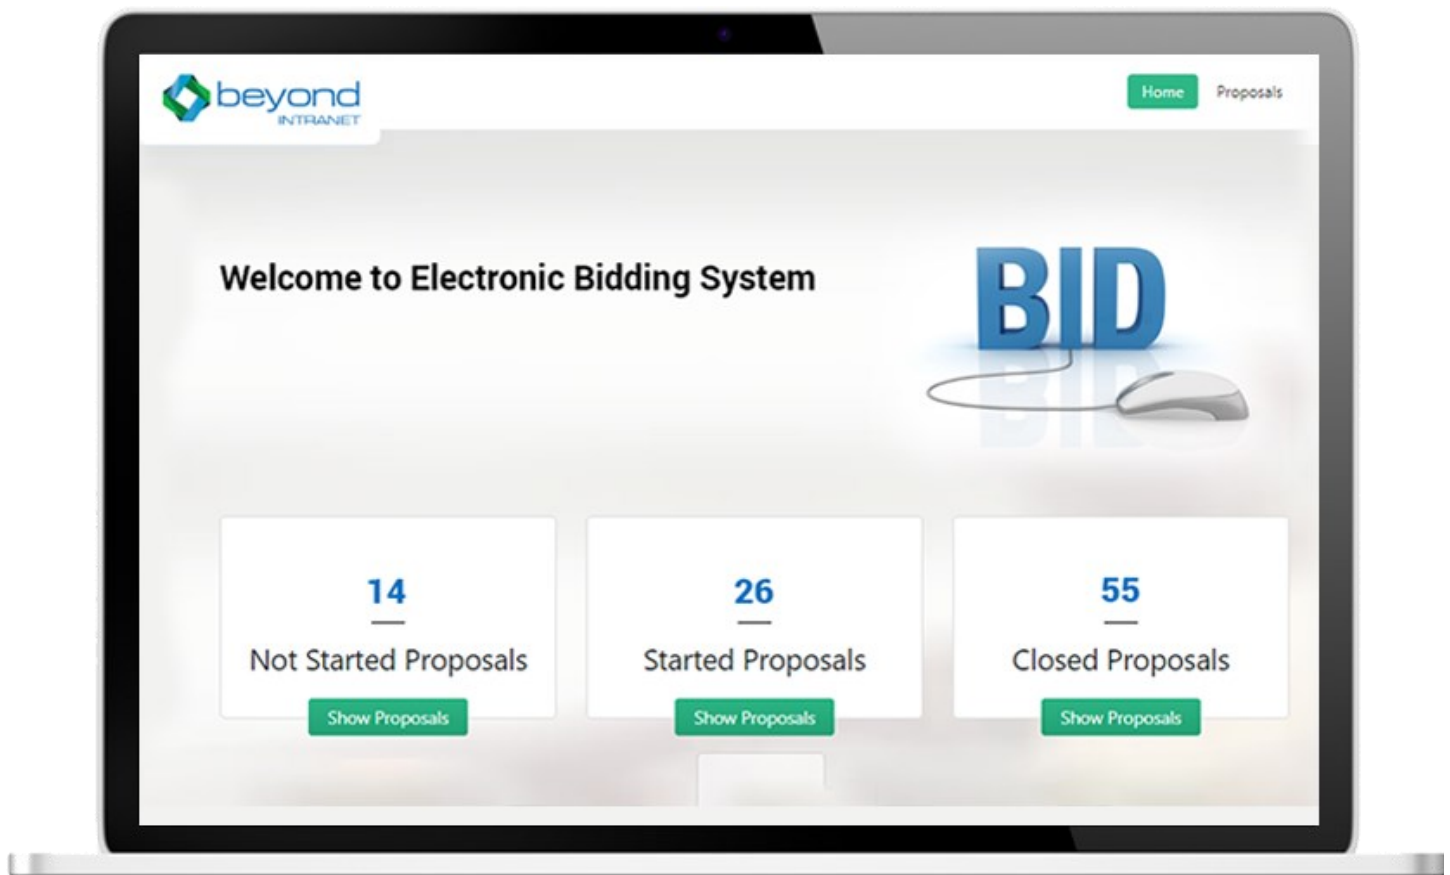 beyond
INTRANET
Home
Proposals
Welcome to Electronic Bidding System
BID
14
Not Started Proposals
Show Proposals
26
Started Proposals
Show Proposals
55
Closed Proposals
Show Proposals